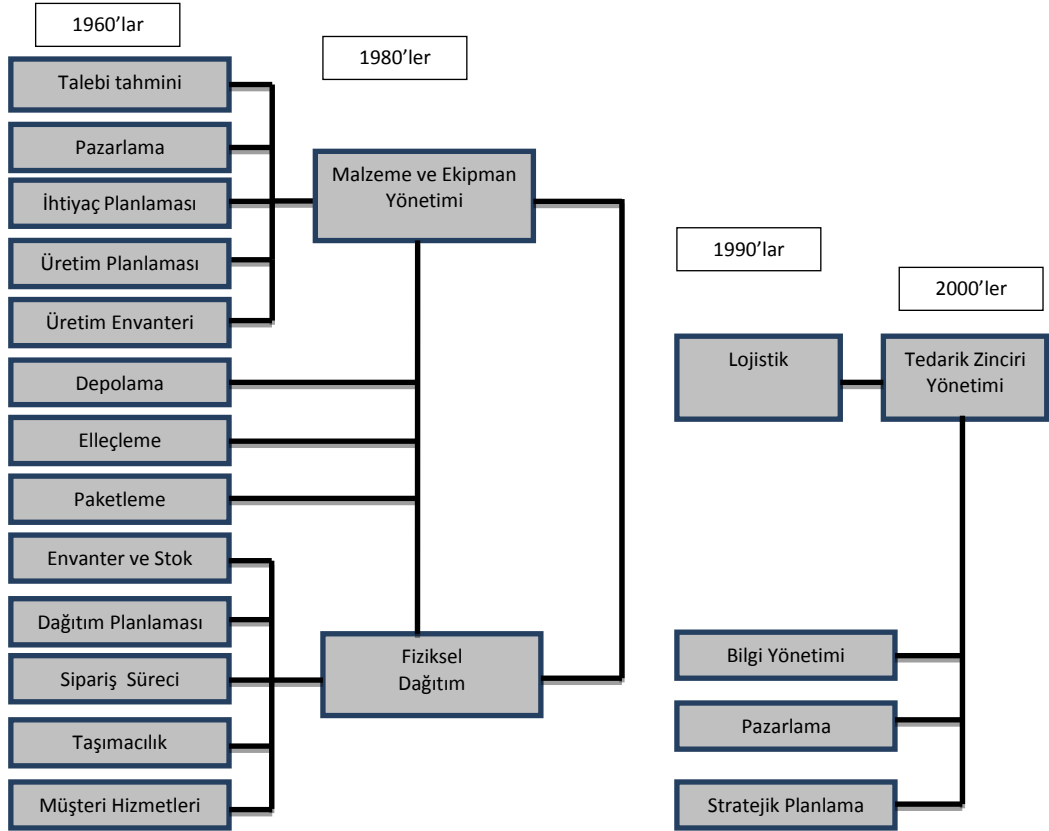 1960’lar
Talebi tahmini
Pazarlama
İhtiyaç Planlaması
Üretim Planlaması
Üretim Envanteri
Depolama
Elleçleme
Paketleme
Envanter ve Stok
Dağıtım Planlaması
Sipariş Süreci
Taşımacılık
Müşteri Hizmetleri
1980’ler
Malzeme ve Ekipman
Yönetimi
Fiziksel
Dağıtım
1990’lar
Lojistik
2000’ler
Tedarik Zinciri
Yönetimi
Bilgi Yönetimi
Pazarlama
Stratejik Planlama